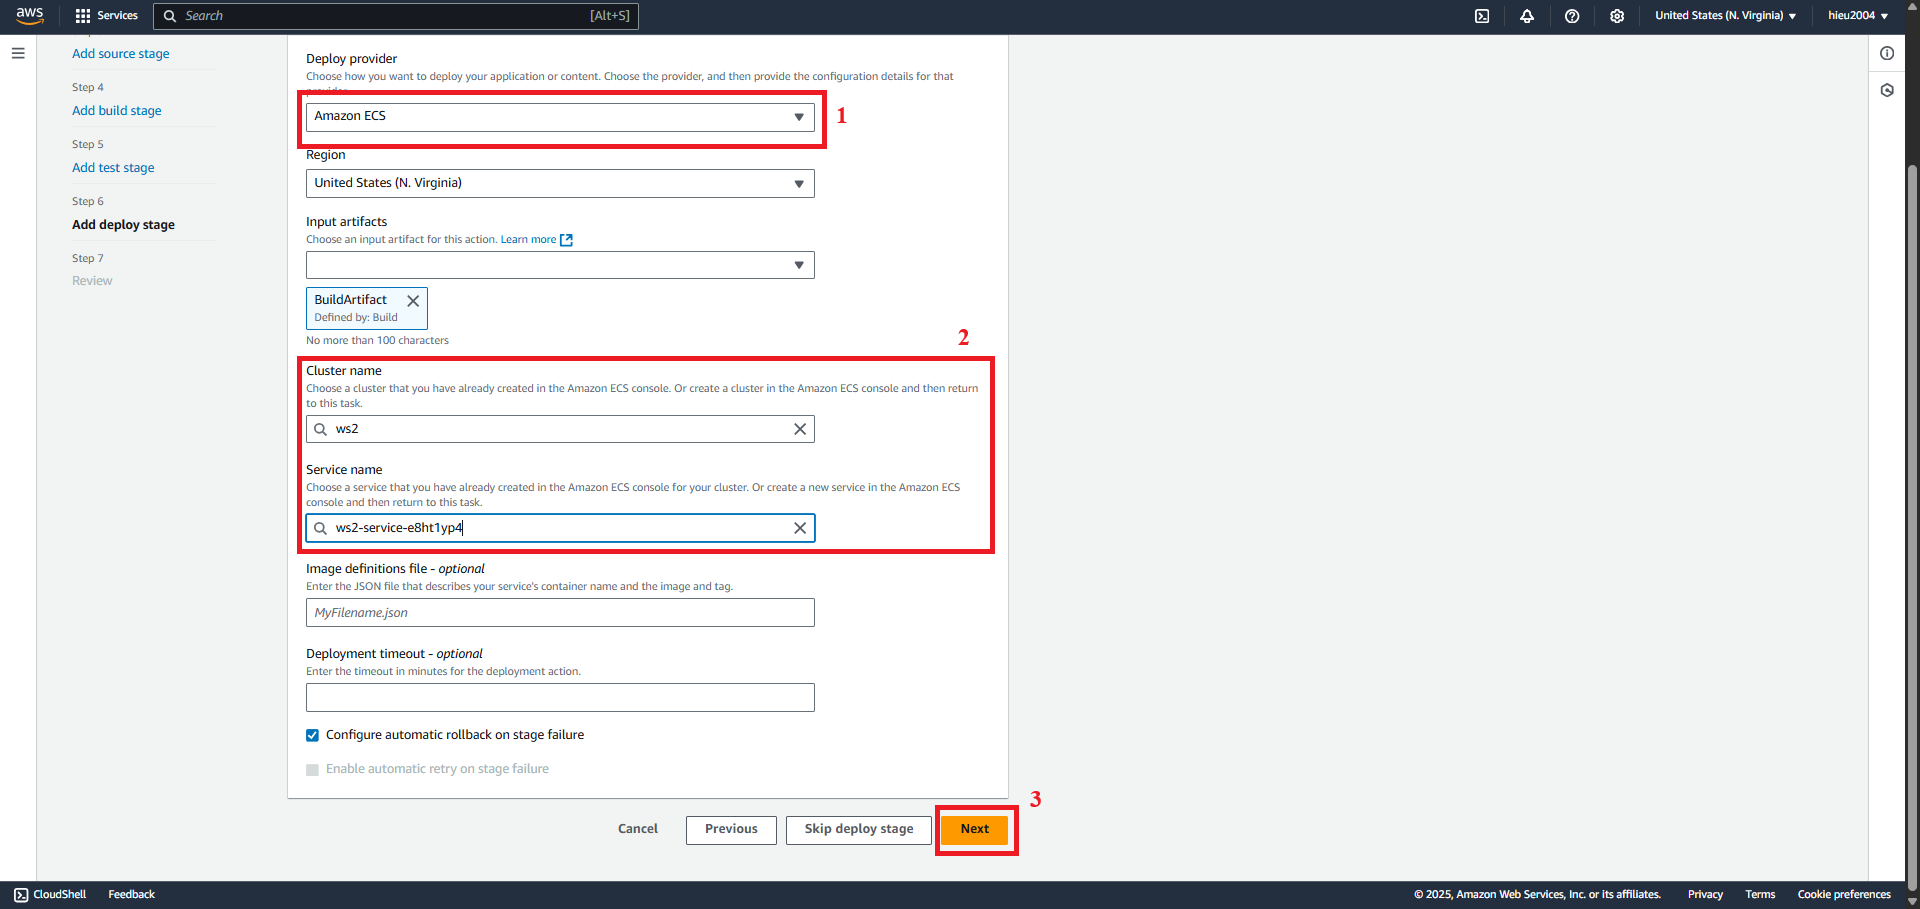 aws
Services
Search
[Alt+S]
United States (N. Virginia)
hieu2004
Add source stage
Step 4
Add build stage
Step 5
Add test stage
Step 6
Add deploy stage
Step 7
Review
Deploy provider
Choose how you want to deploy your application or content. Choose the provider, and then provide the configuration details for that
Amazon ECS
1
Region
United States (N. Virginia)
Input artifacts
Choose an input artifact for this action. Learn more
BuildArtifact
Defined by: Build
No more than 100 characters
2
Cluster name
Choose a cluster that you have already created in the Amazon ECS console. Or create a cluster in the Amazon ECS console and then return
to this task.
ws2
Service name
Choose a service that you have already created in the Amazon ECS console for your cluster. Or create a new service in the Amazon ECS
console and then return to this task.
ws2-service-e8ht1yp4
Image definitions file - optional
Enter the JSON file that describes your service's container name and the image and tag.
MyFilename.json
Deployment timeout - optional
Enter the timeout in minutes for the deployment action.
Configure automatic rollback on stage failure
Enable automatic retry on stage failure
3
Cancel
Previous
Skip deploy stage
Next
CloudShell
Feedback
© 2025, Amazon Web Services, Inc. or its affiliates.
Privacy
Terms
Cookie preferences